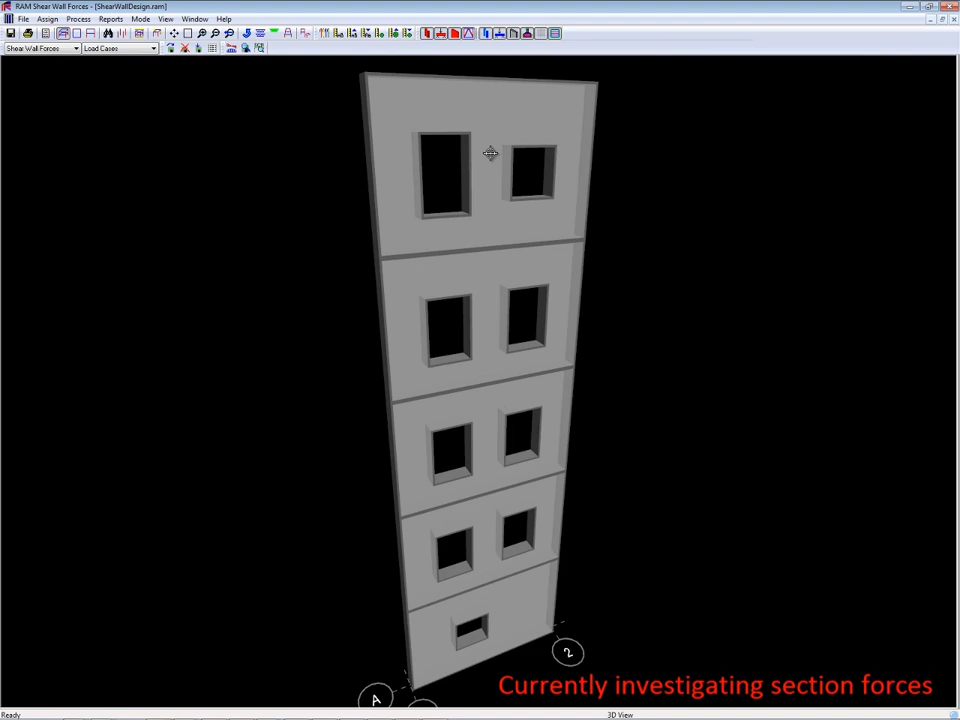 RAM Shear Wall Forces - [ShearWallDesign.ram]
File Assign Process Reports Mode View Window Help
Shear Wall Forces Load Cases
2
A
Currently investigating section forces
Ready 3D View